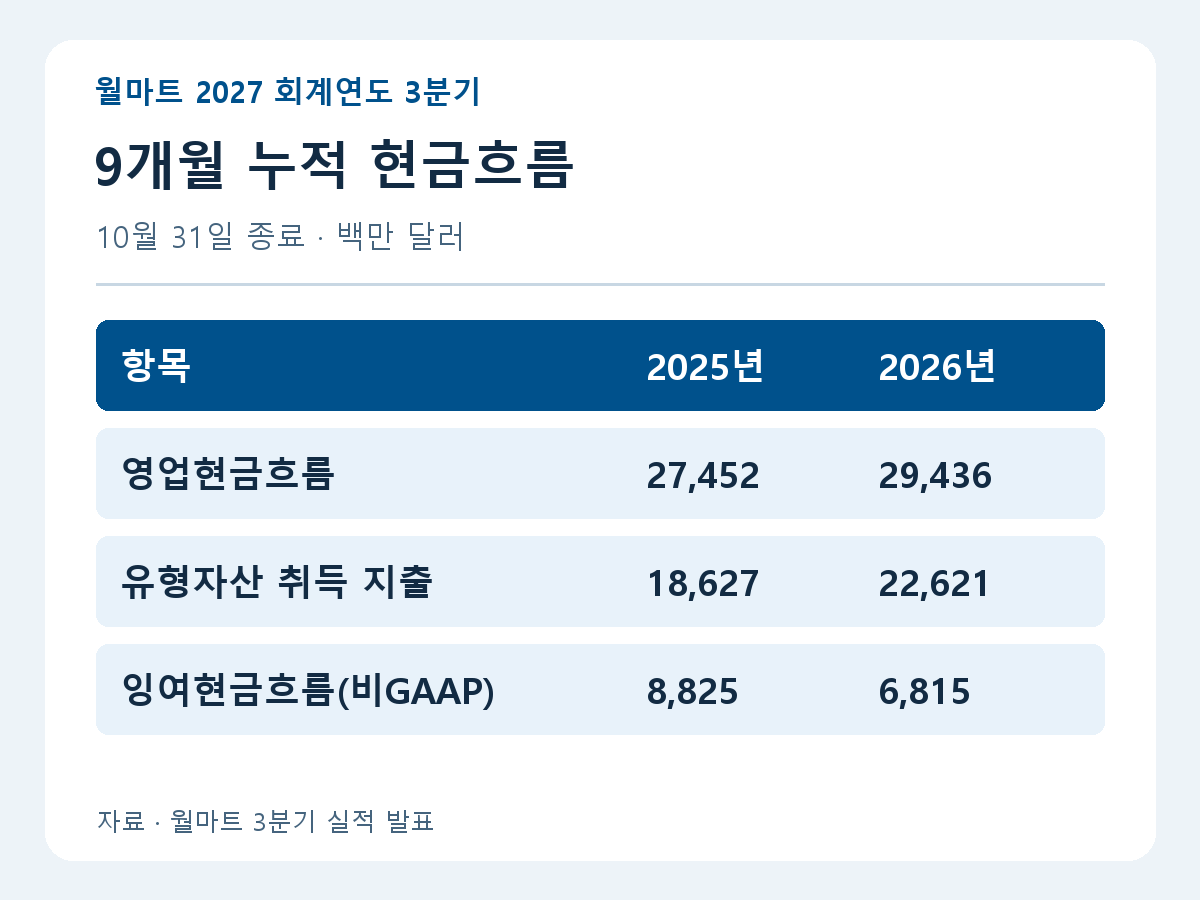 월마트 2027 회계연도 3분기
9개월 누적 현금흐름
10월 31일 종료 · 백만 달러
항목 2025년 2026년
영업현금흐름 27,452 29,436
유형자산 취득 지출 18,627 22,621
잉여현금흐름(비GAAP) 8,825 6,815
자료 · 월마트 3분기 실적 발표